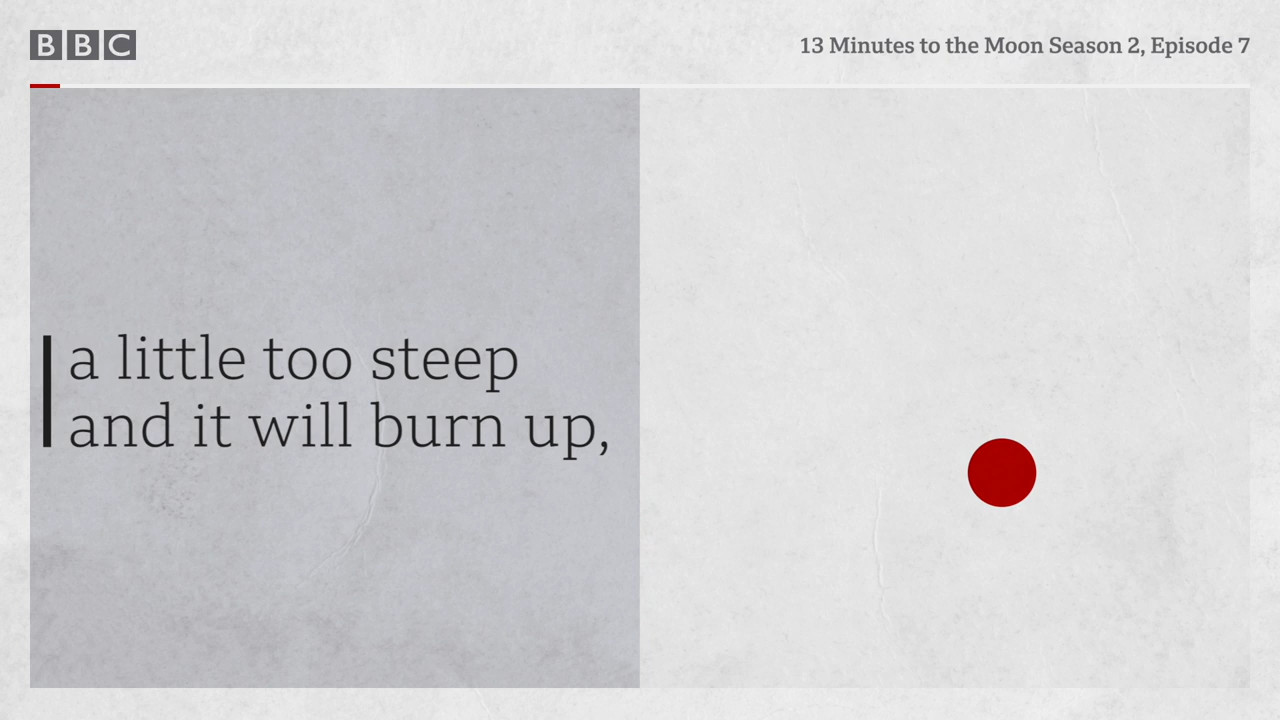 BBC
13 Minutes to the Moon Season 2, Episode 7
a little too steep
and it will burn up,